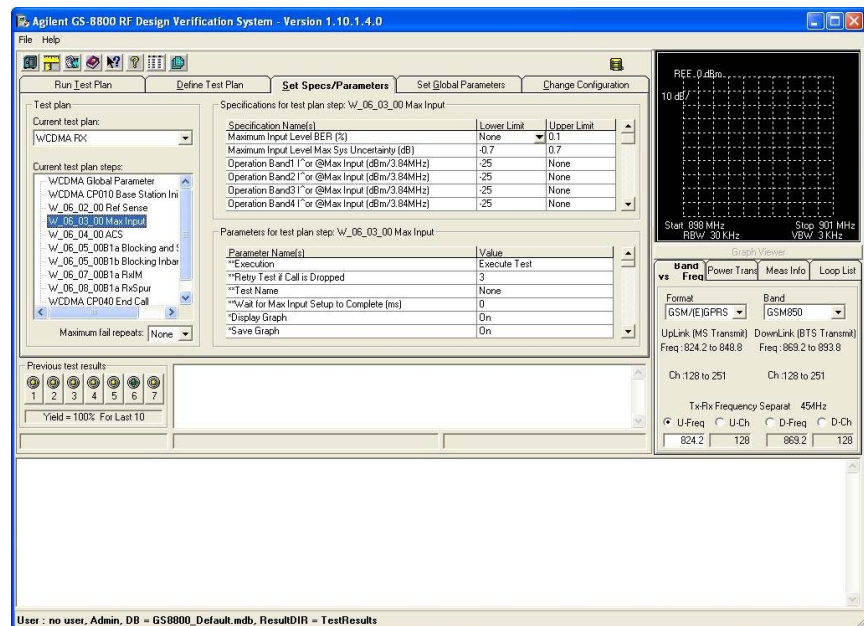 Agilent GS-8800 RF Design Verification System - Version 1.10.1.4.0
File Help
Run Test Plan
Define Test Plan
Set Specs/Parameters
Set Global Parameters
Change Configuration
Test plan
Current test plan:
WCDMA RX
Current test plan steps:
WCDMA Global Parameter
WCDMA CP010 Base Station Ini
W_06_02_00 Ref Sense
W_06_03_00 Max Input
W_06_04_00 ACS
W_06_05_00B1a Blocking and S
W_06_05_00B1b Blocking Inbar
W_06_07_00B1a RxIM
W_06_08_00B1a RxSpur
WCDMA CP040 End Call
Maximum fail repeats: None
Specifications for test plan step: W_06_03_00 Max Input
Specification Name(s) Lower Limit Upper Limit
Maximum Input Level BER (%) None 0.1
Maximum Input Level Max Sys Uncertainty (dB) -0.7 0.7
Operation Band1 I^or @Max Input (dBm/3.84MHz) -25 None
Operation Band2 I^or @Max Input (dBm/3.84MHz) -25 None
Operation Band3 I^or @Max Input (dBm/3.84MHz) -25 None
Operation Band4 I^or @Max Input (dBm/3.84MHz) -25 None
Parameters for test plan step: W_06_03_00 Max Input
Parameter Name(s) Value
**Execution Execute Test
**Retry Test if Call is Dropped 3
**Test Name None
**Wait for Max Input Setup to Complete (ms) 0
*Display Graph On
*Save Graph On
Previous test results
1 2 3 4 5 6 7
Yield = 100% For Last 10
REF 0 dBm
10 dB/
Start 898 MHz Stop 901 MHz
RBW 30 KHz VBW 3 KHz
Graph Viewer
Band vs Freq
Power Trans
Meas Info
Loop List
Format Band
GSM/(E)GPRS GSM850
UpLink (MS Transmit) DownLink (BTS Transmit)
Freq :824.2 to 848.8 Freq :869.2 to 893.8
Ch :128 to 251 Ch :128 to 251
Tx-Rx Frequency Separat 45MHz
U-Freq U-Ch D-Freq D-Ch
824.2 128 869.2 128
User : no user, Admin, DB = GS8800_Default.mdb, ResultDIR = TestResults